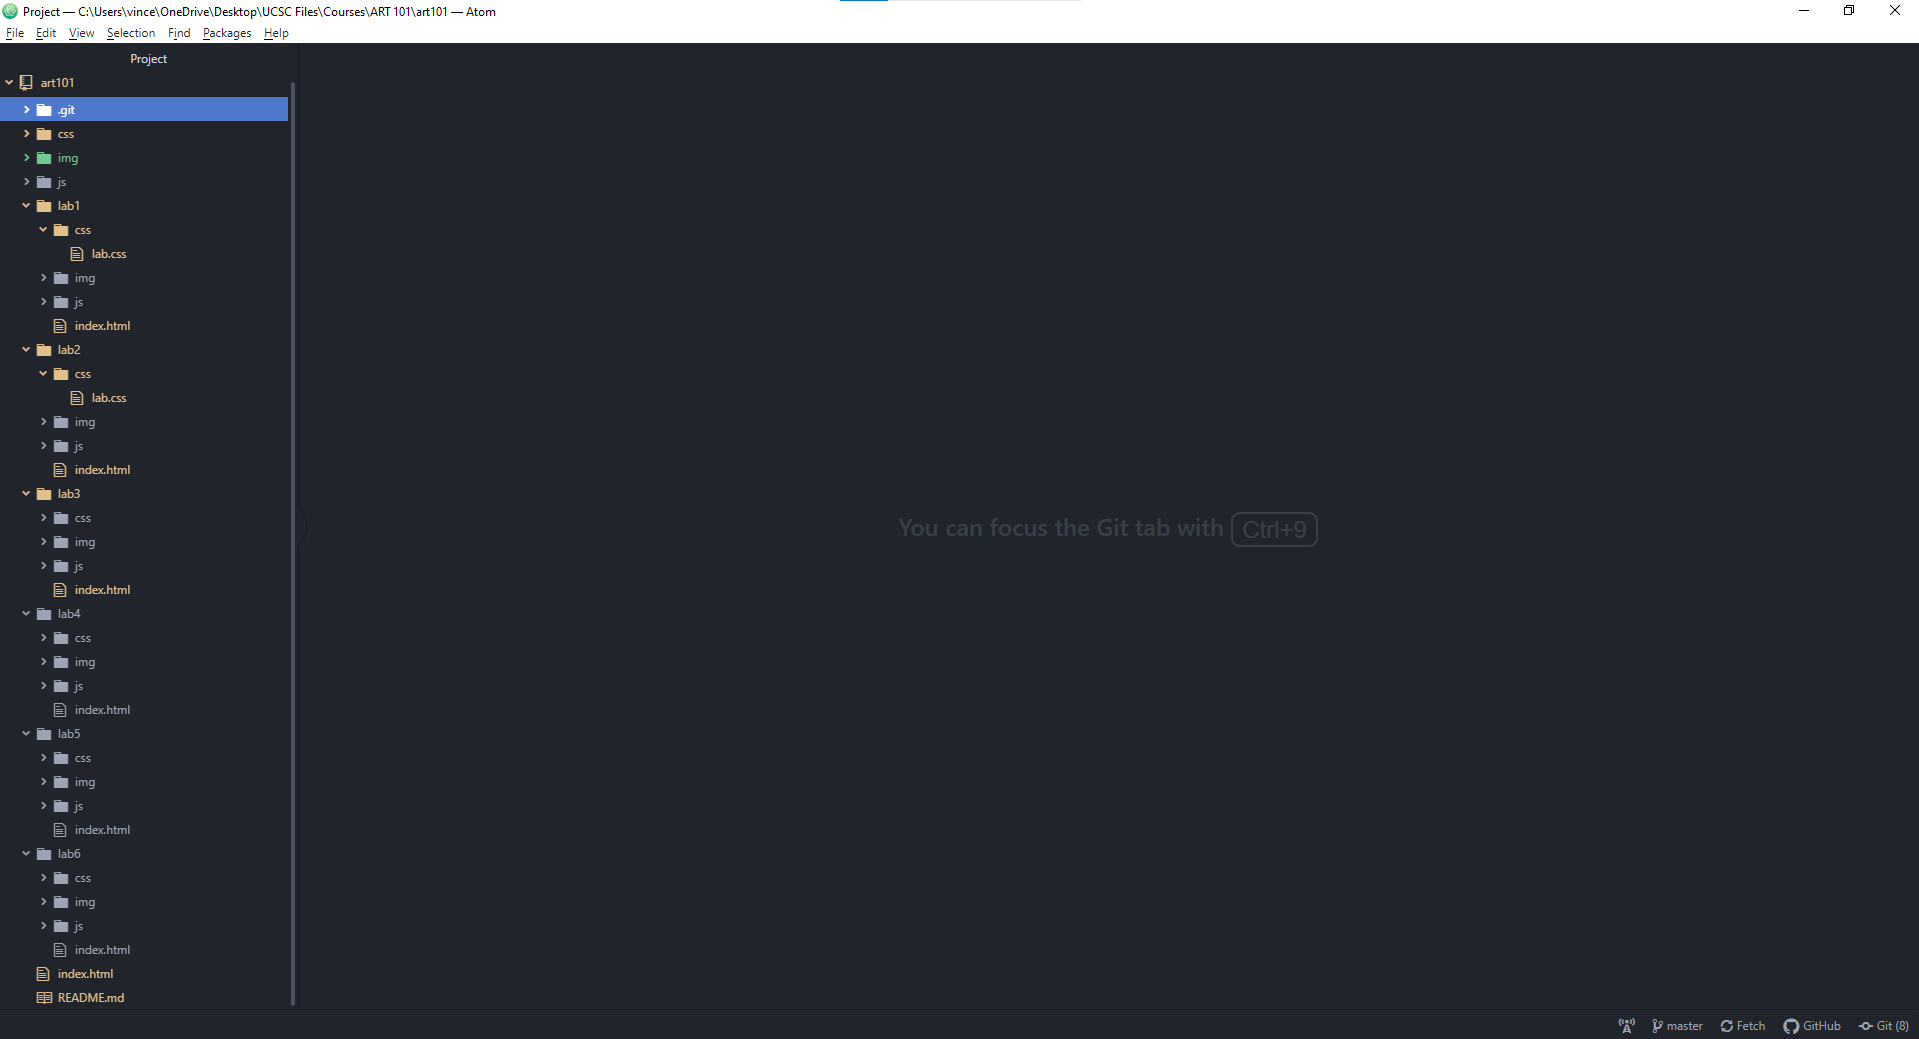 Project — C:\Users\vince\OneDrive\Desktop\UCSC Files\Courses\ART 101\art101 — Atom
File Edit View Selection Find Packages Help
Project
art101
.git
css
img
js
lab1
css
lab.css
img
js
index.html
lab2
css
lab.css
img
js
index.html
lab3
css
img
js
index.html
lab4
css
img
js
index.html
lab5
css
img
js
index.html
lab6
css
img
js
index.html
index.html
README.md
You can focus the Git tab with Ctrl+9
master Fetch GitHub Git (8)